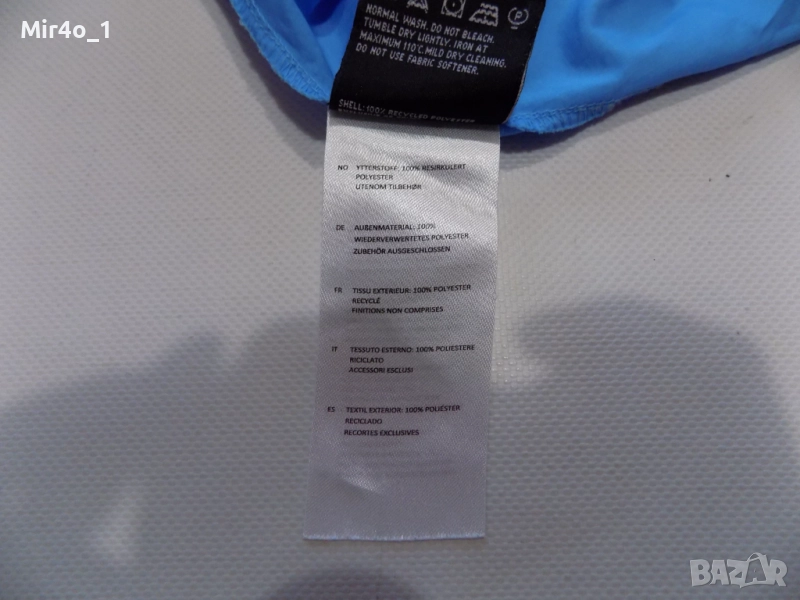 Mir4o_1
P
NORMAL WASH. DO NOT BLEACH.
TUMBLE DRY LIGHTLY. IRON AT
MAXIMUM 110°C. MILD DRY CLEANING.
DO NOT USE FABRIC SOFTENER.
SHELL: 100% RECYCLED POLYESTER
NO YTTERSTOFF: 100% RESIRKULERT
POLYESTER
UTENOM TILBEHØR
DE AUßENMATERIAL: 100%
WIEDERVERWERTETES POLYESTER
ZUBEHÖR AUSGESCHLOSSEN
FR TISSU EXTERIEUR: 100% POLYESTER
RECYCLÉ
FINITIONS NON COMPRISES
IT TESSUTO ESTERNO: 100% POLIESTERE
RICICLATO
ACCESSORI ESCLUSI
ES TEXTIL EXTERIOR: 100% POLIÉSTER
RECICLADO
RECORTES EXCLUSIVES
BAZAR